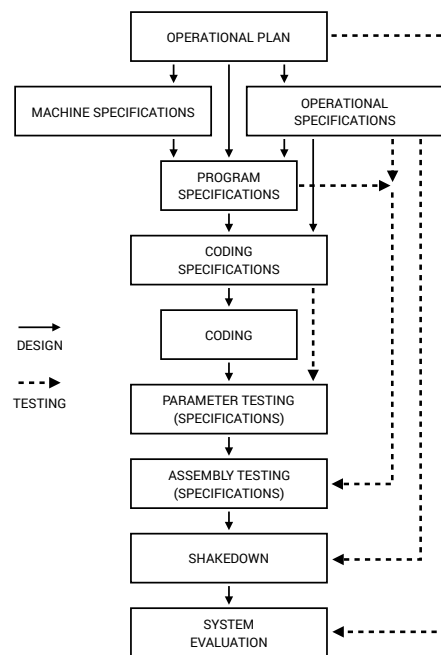 OPERATIONAL PLAN
MACHINE SPECIFICATIONS
OPERATIONAL
SPECIFICATIONS
PROGRAM
SPECIFICATIONS
CODING
SPECIFICATIONS
CODING
DESIGN
TESTING
PARAMETER TESTING
(SPECIFICATIONS)
ASSEMBLY TESTING
(SPECIFICATIONS)
SHAKEDOWN
SYSTEM
EVALUATION